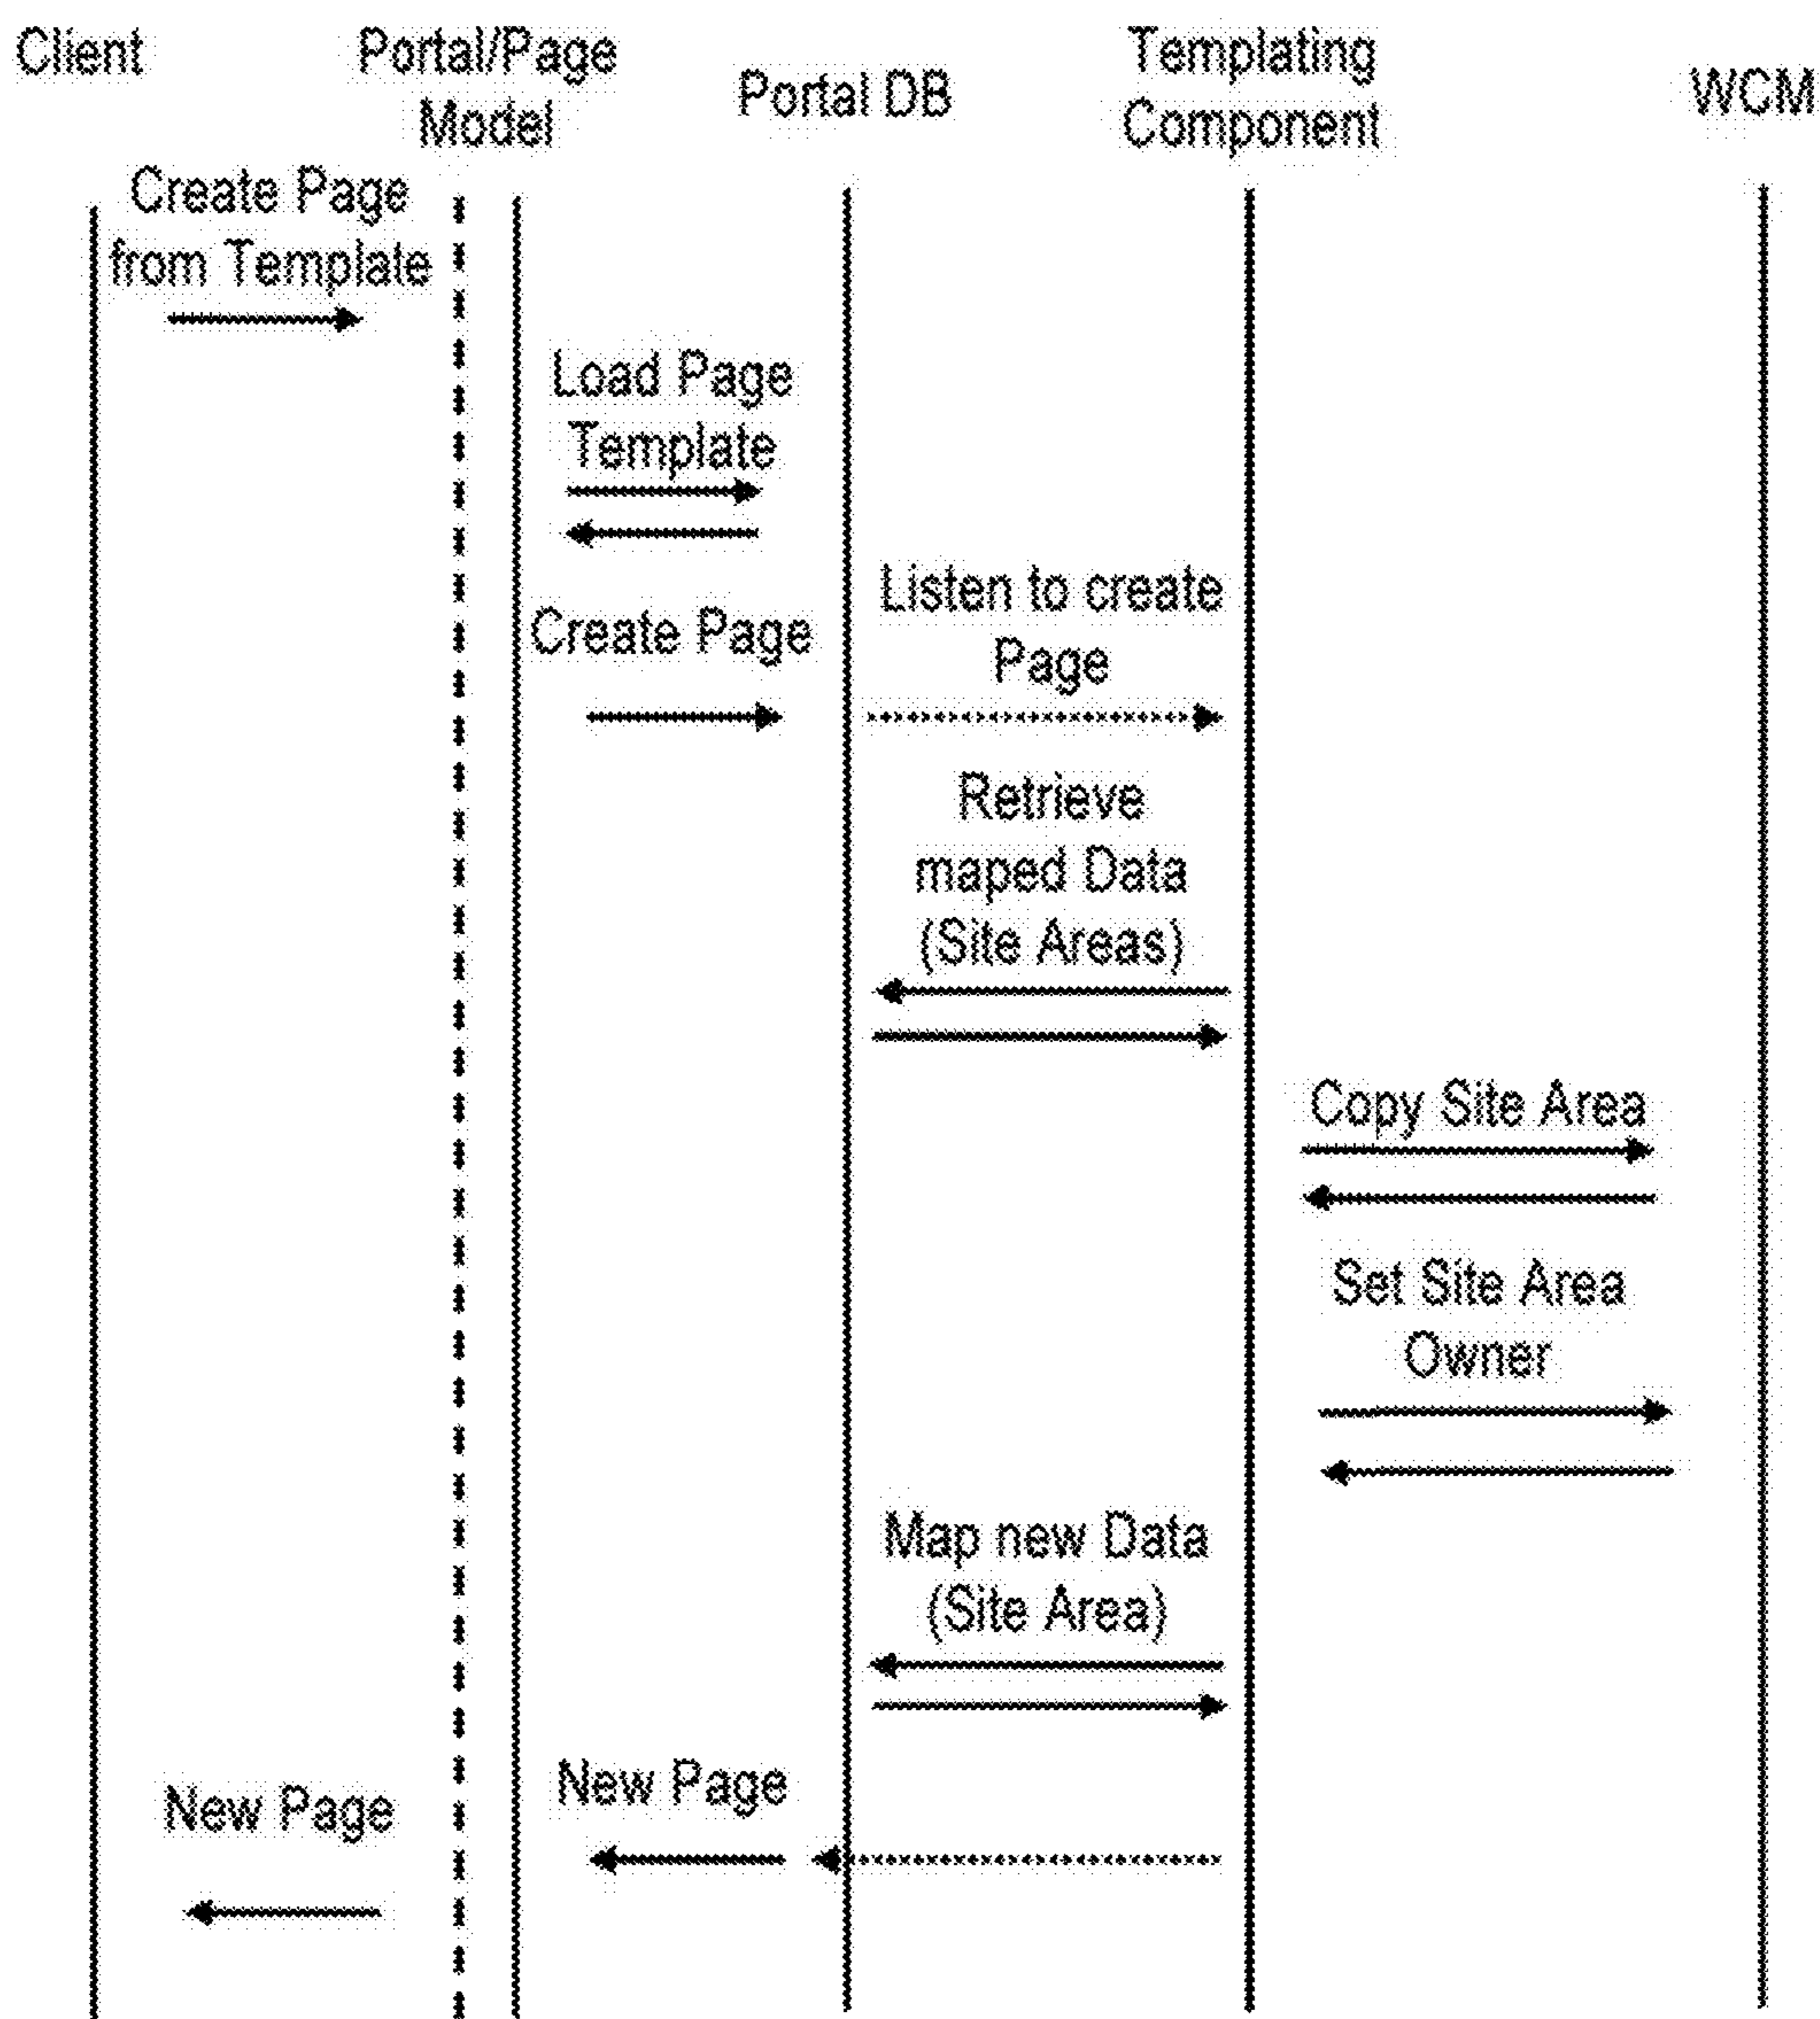 Client
Portal/Page
Model
Portal DB
Templating
Component
WCM
Create Page
from Template
Load Page
Template
Create Page
Listen to create
Page
Retrieve
maped Data
(Site Areas)
Copy Site Area
Set Site Area
Owner
Map new Data
(Site Area)
New Page
New Page